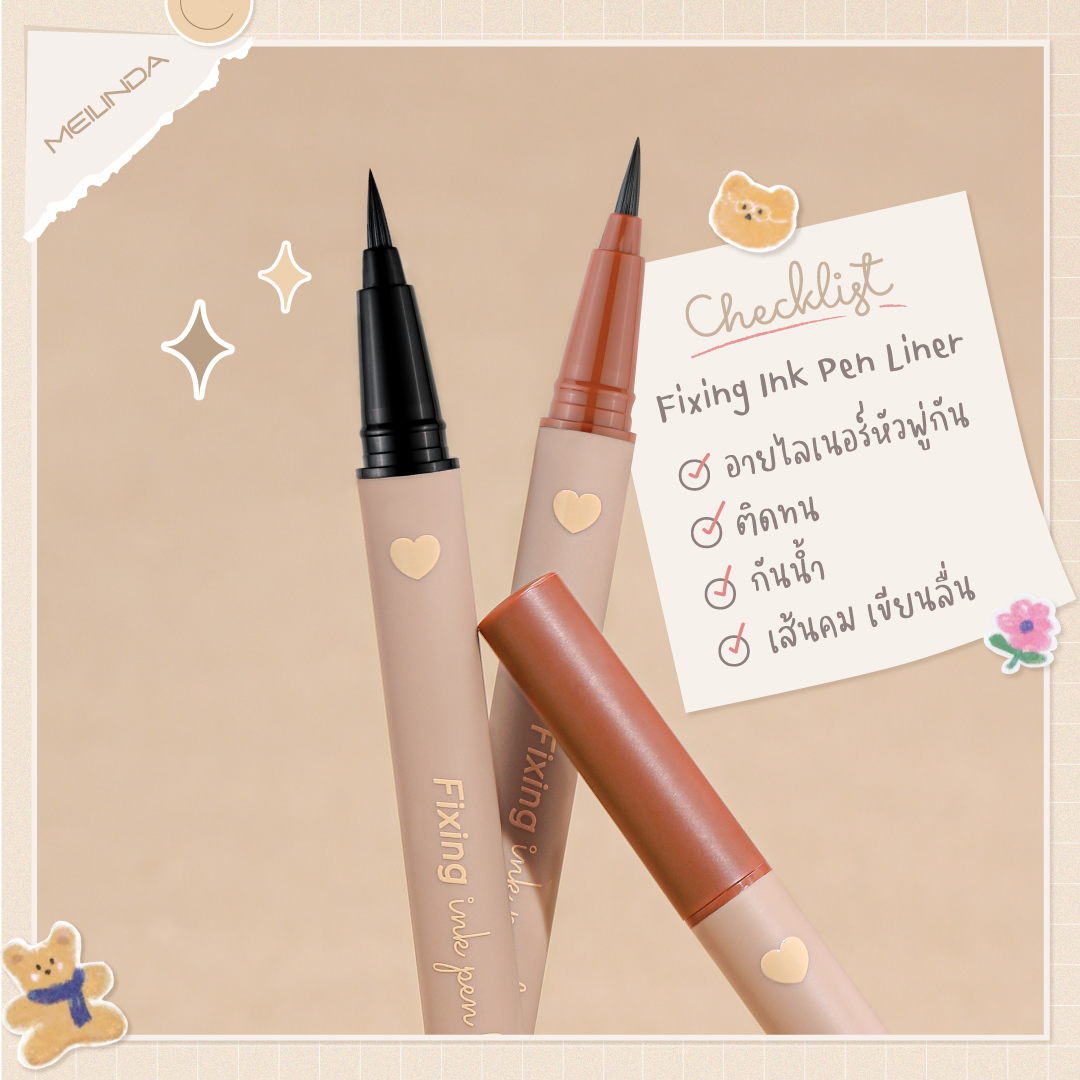 MEILINDA
Checklist
Fixing Ink Pen Liner
อายไลเนอร์หัวพู่กัน
ติดทน
กันน้ำ
เส้นคม เขียนลื่น
Fixing ink pen
Fixing ink